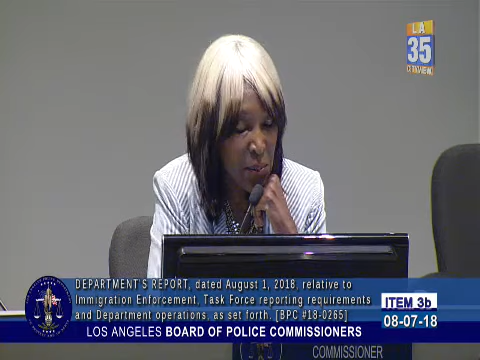 LA
35
CITYVIEW
DEPARTMENT'S REPORT, dated August 1, 2018, relative to
Immigration Enforcement, Task Force reporting requirements
and Department operations, as set forth. [BPC #18-0265]
ITEM 3b
LOS ANGELES BOARD OF POLICE COMMISSIONERS
08-07-18
COMMISSIONER